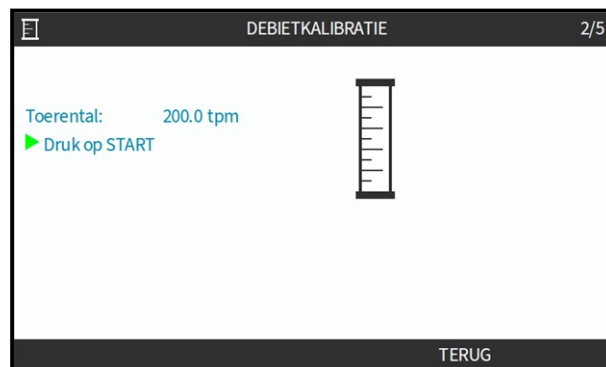 DEBIETKALIBRATIE 2/5
Toerental: 200.0 tpm
Druk op START
TERUG